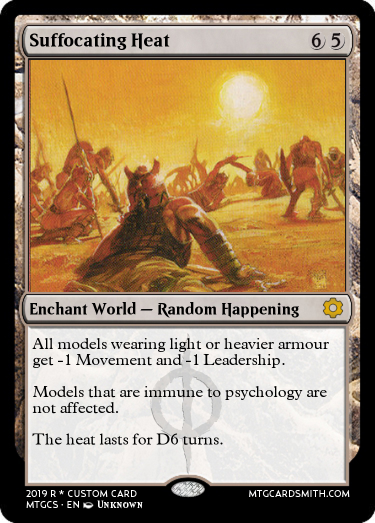 Suffocating Heat 6 5
Enchant World — Random Happening
All models wearing light or heavier armour
get -1 Movement and -1 Leadership.
Models that are immune to psychology are
not affected.
The heat lasts for D6 turns.
2019 R * CUSTOM CARD
MTGCS · EN Unknown
MTGCARDSMITH.COM